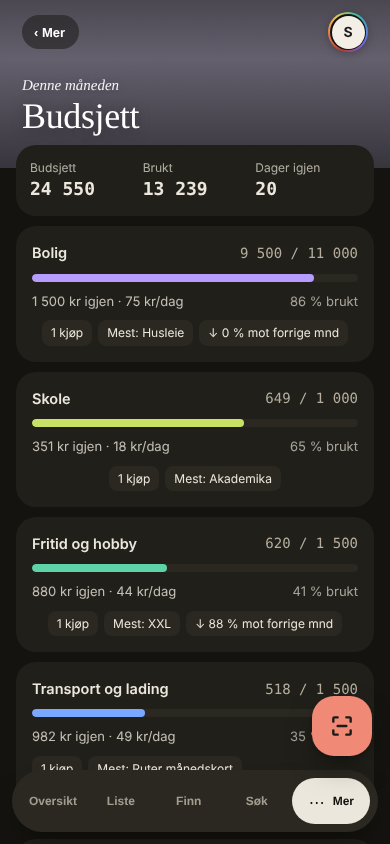 ‹ Mer
S
Denne måneden
Budsjett
Budsjett Brukt Dager igjen
24 550 13 239 20
Bolig 9 500 / 11 000
1 500 kr igjen · 75 kr/dag 86 % brukt
1 kjøp Mest: Husleie ↓ 0 % mot forrige mnd
Skole 649 / 1 000
351 kr igjen · 18 kr/dag 65 % brukt
1 kjøp Mest: Akademika
Fritid og hobby 620 / 1 500
880 kr igjen · 44 kr/dag 41 % brukt
1 kjøp Mest: XXL ↓ 88 % mot forrige mnd
Transport og lading 518 / 1 500
982 kr igjen · 49 kr/dag 35
1 kjøp Mest: Ruter månedskort
Oversikt Liste Finn Søk ... Mer